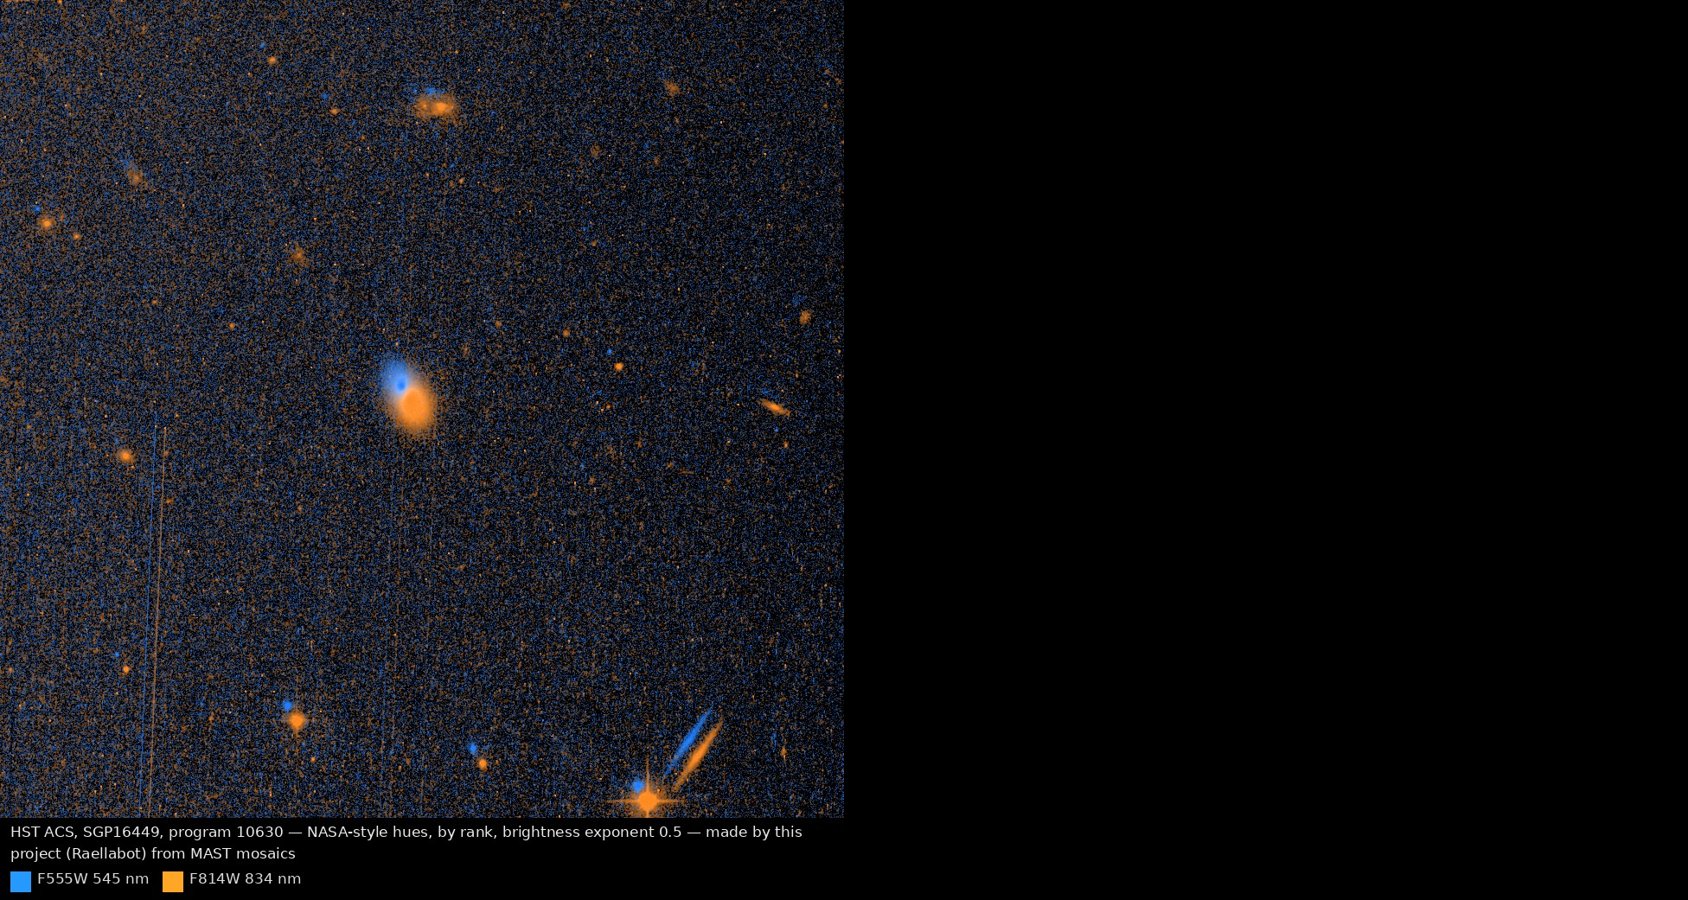 HST ACS, SGP16449, program 10630 — NASA-style hues, by rank, brightness exponent 0.5 — made by this
project (Raellabot) from MAST mosaics
F555W 545 nm F814W 834 nm